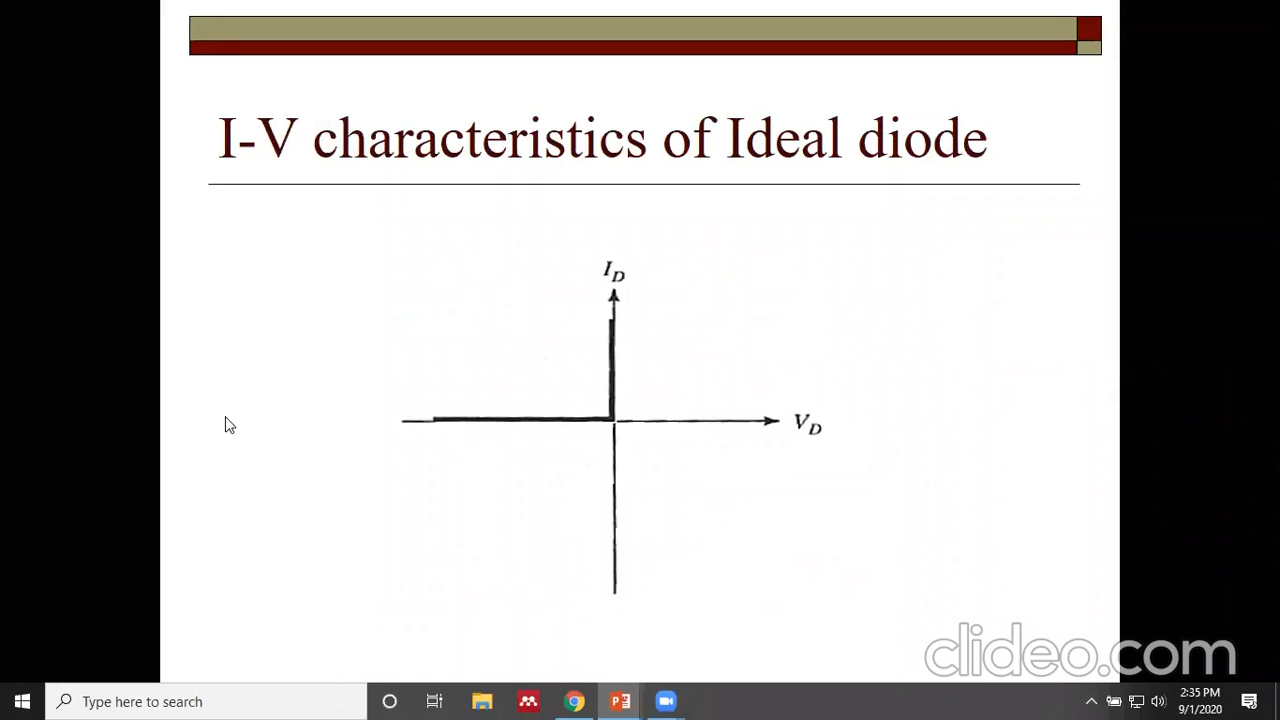 I-V characteristics of Ideal diode
I_D
V_D
clideo.com
Type here to search
2:35 PM
9/1/2020